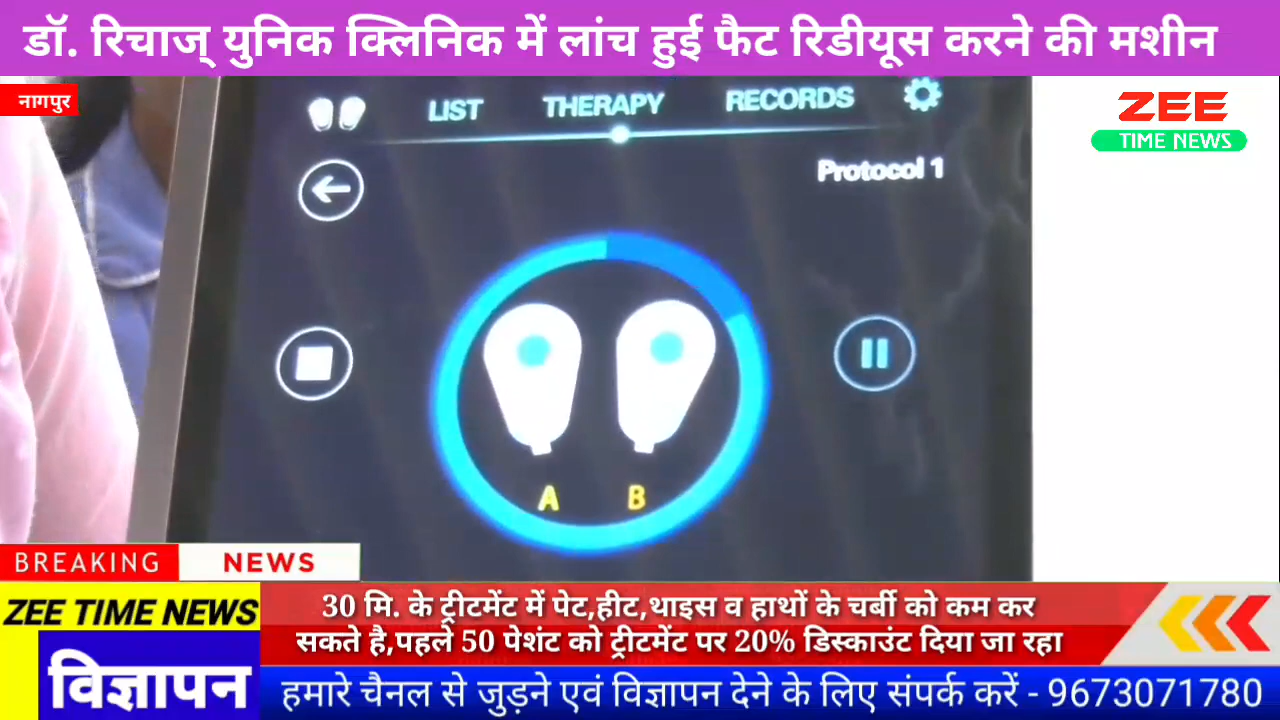 डॉ. रिचाज् युनिक क्लिनिक में लांच हुई फैट रिडीयूस करने की मशीन
नागपुर
ZEE
TIME NEWS
LIST THERAPY RECORDS
Protocol 1
A B
BREAKING NEWS
ZEE TIME NEWS
30 मि. के ट्रीटमेंट में पेट,हीट,थाइस व हाथों के चर्बी को कम कर
सकते है,पहले 50 पेशंट को ट्रीटमेंट पर 20% डिस्काउंट दिया जा रहा
विज्ञापन
हमारे चैनल से जुड़ने एवं विज्ञापन देने के लिए संपर्क करें - 9673071780